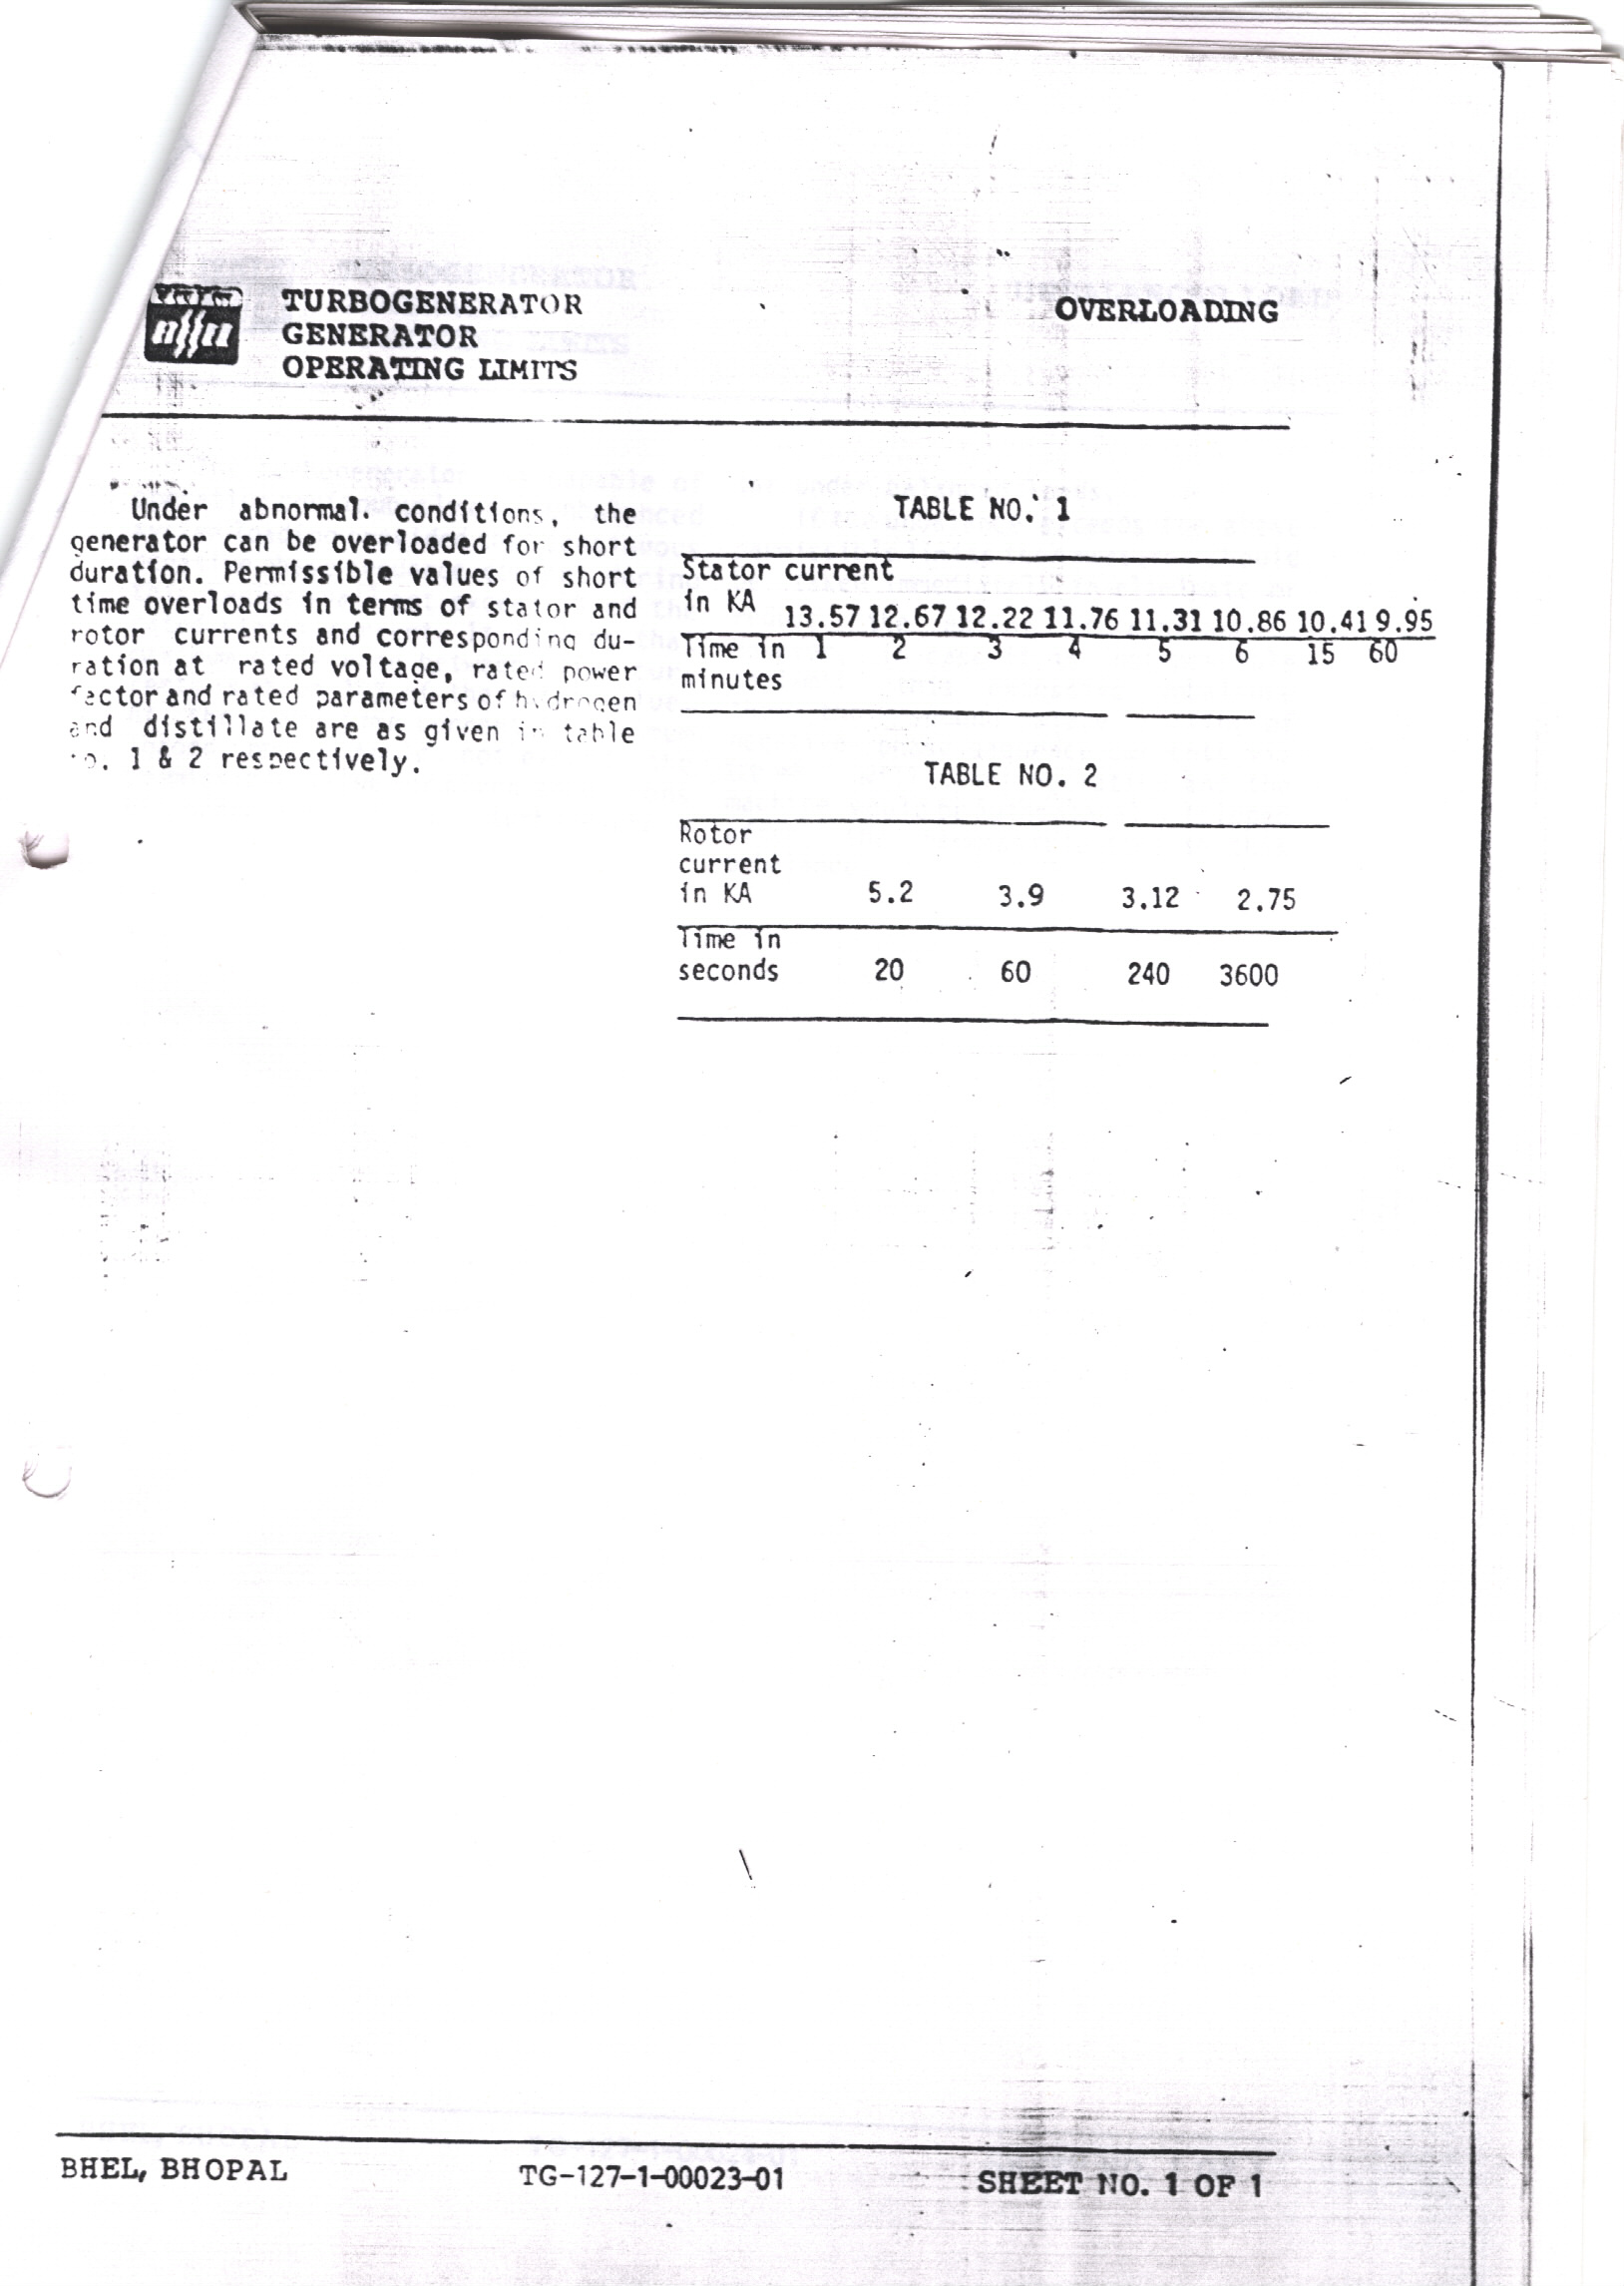 TURBOGENERATOR
GENERATOR
OPERATING LIMITS
OVERLOADING
Under abnormal. conditions, the
generator can be overloaded for short
duration. Permissible values of short
time overloads in terms of stator and
rotor currents and corresponding du-
ration at rated voltage, rated power
factor and rated parameters of hydrogen
and distillate are as given in table
no. 1 & 2 respectively.
TABLE NO. 1
Stator current
in KA 13.57 12.67 12.22 11.76 11.31 10.86 10.41 9.95
Time in 1 2 3 4 5 6 15 60
minutes
TABLE NO. 2
Rotor
current
in KA 5.2 3.9 3.12 2.75
Time in
seconds 20 60 240 3600
BHEL, BHOPAL TG-127-1-00023-01 SHEET NO. 1 OF 1